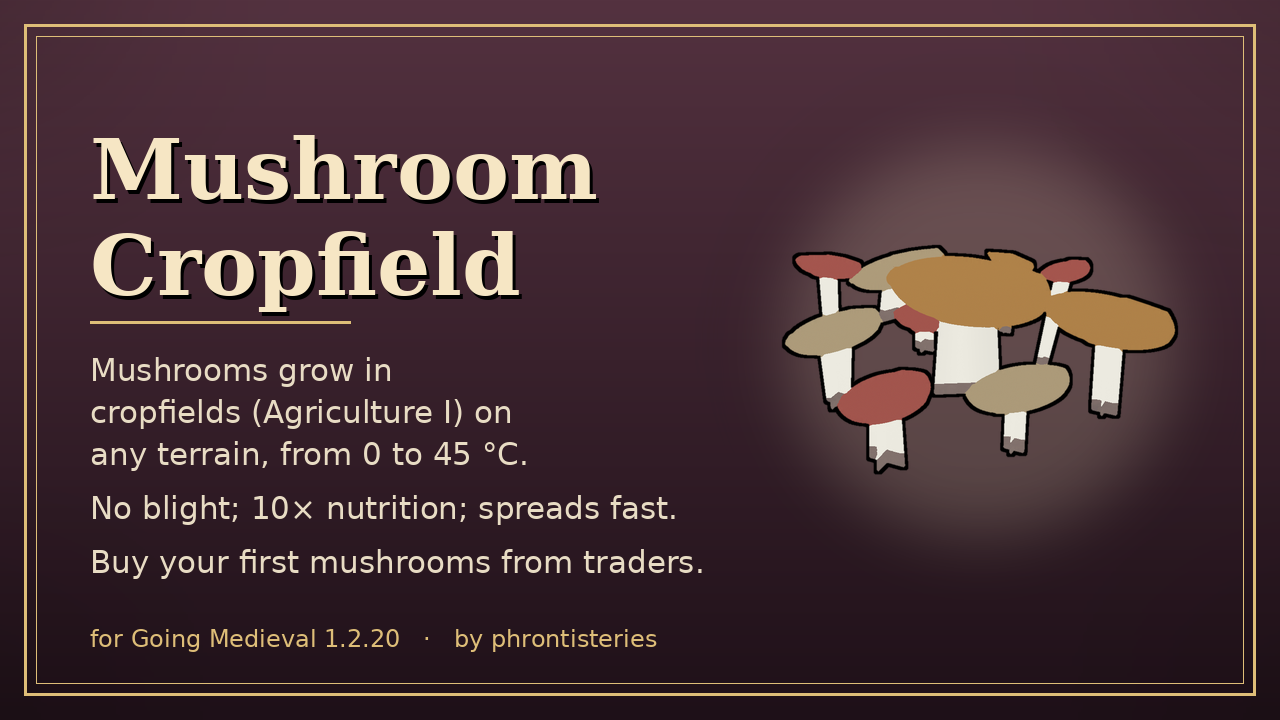 Mushroom
Cropfield
Mushrooms grow in
cropfields (Agriculture I) on
any terrain, from 0 to 45 °C.
No blight; 10× nutrition; spreads fast.
Buy your first mushrooms from traders.
for Going Medieval 1.2.20 · by phrontisteries